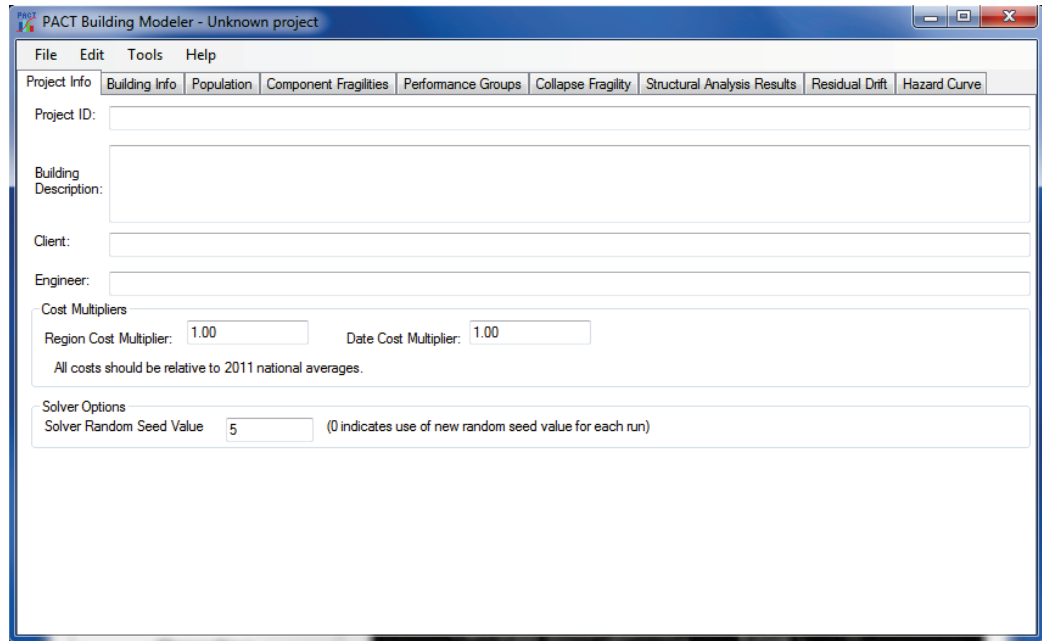 PACT PACT Building Modeler - Unknown project
File Edit Tools Help
Project Info Building Info Population Component Fragilities Performance Groups Collapse Fragility Structural Analysis Results Residual Drift Hazard Curve
Project ID:
Building
Description:
Client:
Engineer:
Cost Multipliers
Region Cost Multiplier: 1.00 Date Cost Multiplier: 1.00
All costs should be relative to 2011 national averages.
Solver Options
Solver Random Seed Value 5 (0 indicates use of new random seed value for each run)